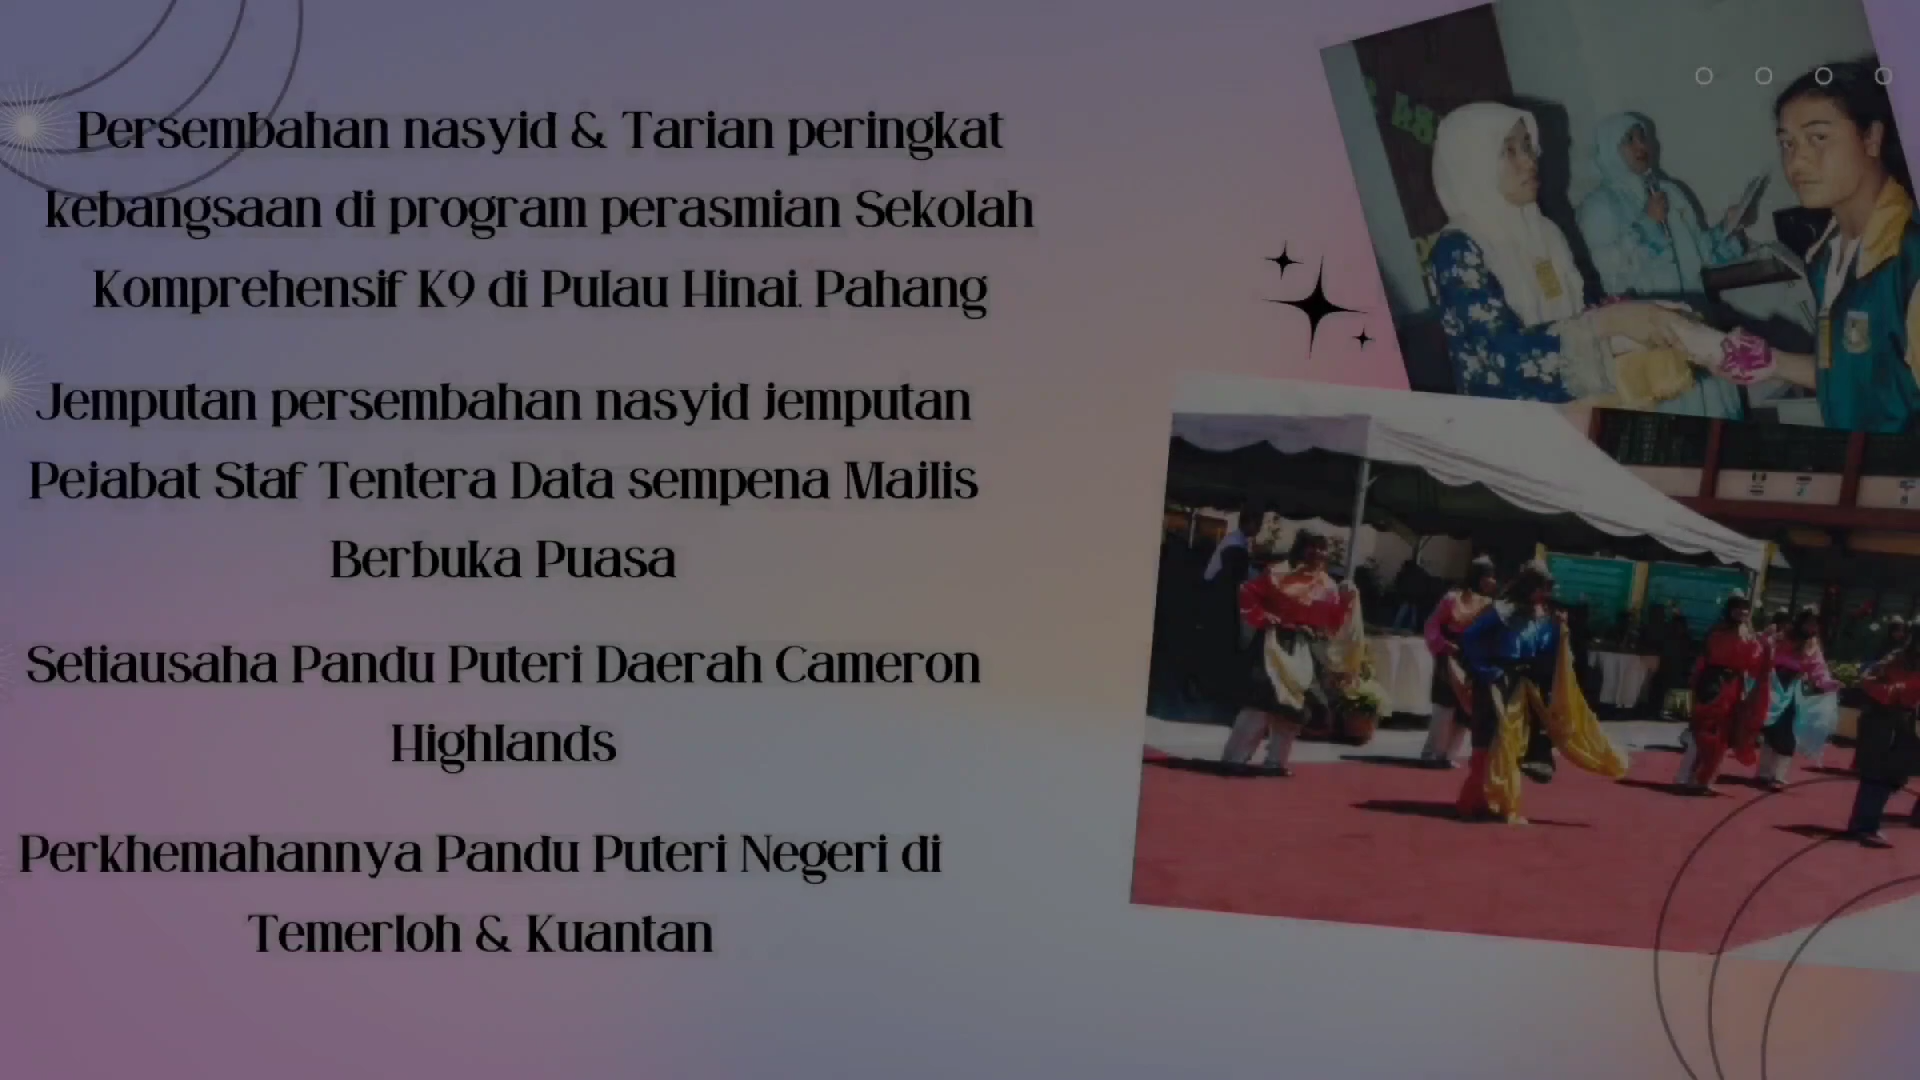 Persembahan nasyid & Tarian peringkat
kebangsaan di program perasmian Sekolah
Komprehensif K9 di Pulau Hinai. Pahang
Jemputan persembahan nasyid jemputan
Pejabat Staf Tentera Data sempena Majlis
Berbuka Puasa
Setiausaha Pandu Puteri Daerah Cameron
Highlands
Perkhemahannya Pandu Puteri Negeri di
Temerloh & Kuantan